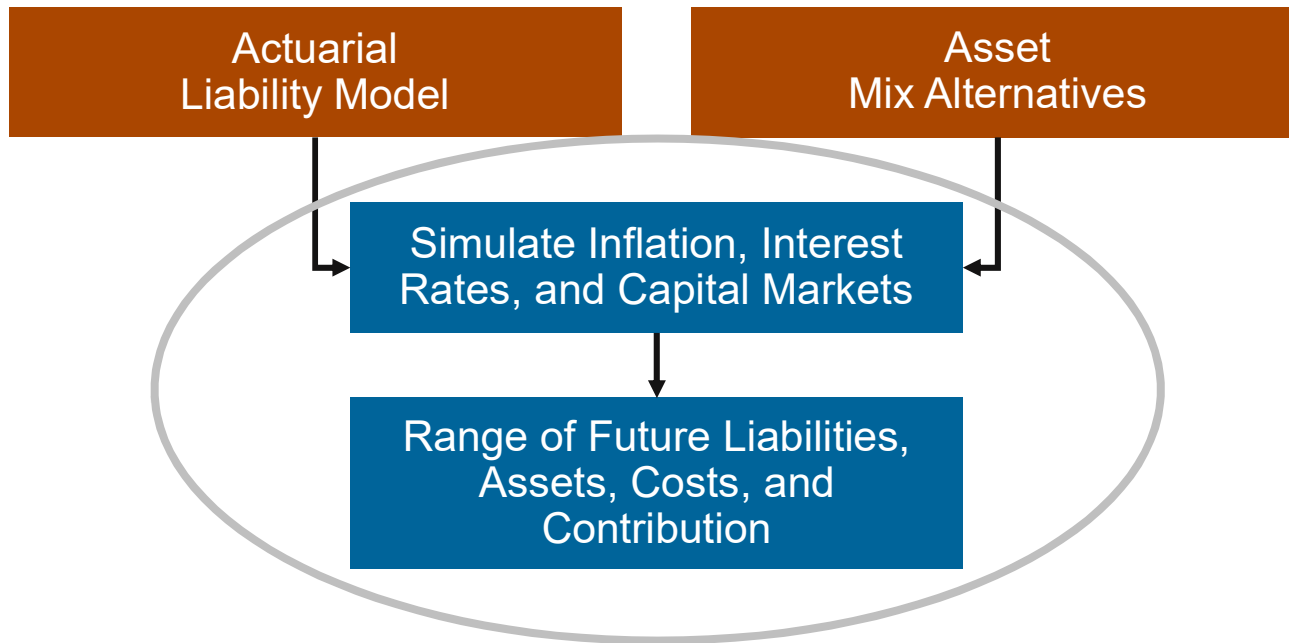 Actuarial
Liability Model
Asset
Mix Alternatives
Simulate Inflation, Interest
Rates, and Capital Markets
Range of Future Liabilities,
Assets, Costs, and
Contribution